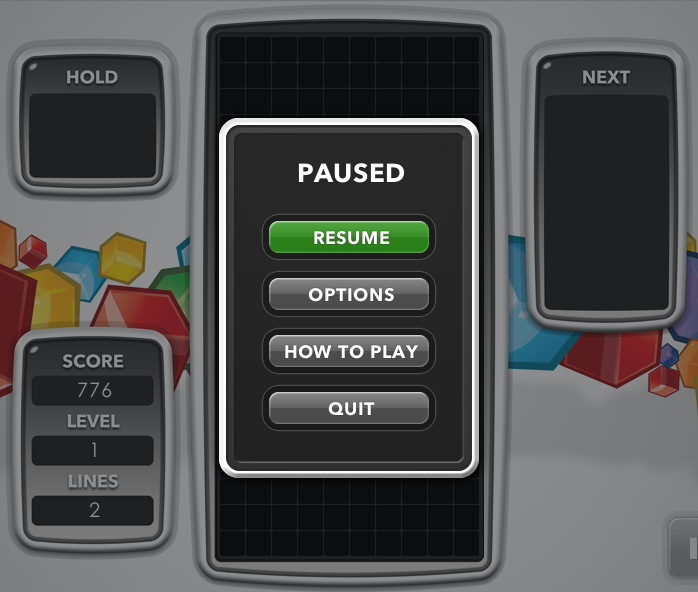 HOLD
NEXT
PAUSED
RESUME
OPTIONS
HOW TO PLAY
QUIT
SCORE
776
LEVEL
1
LINES
2